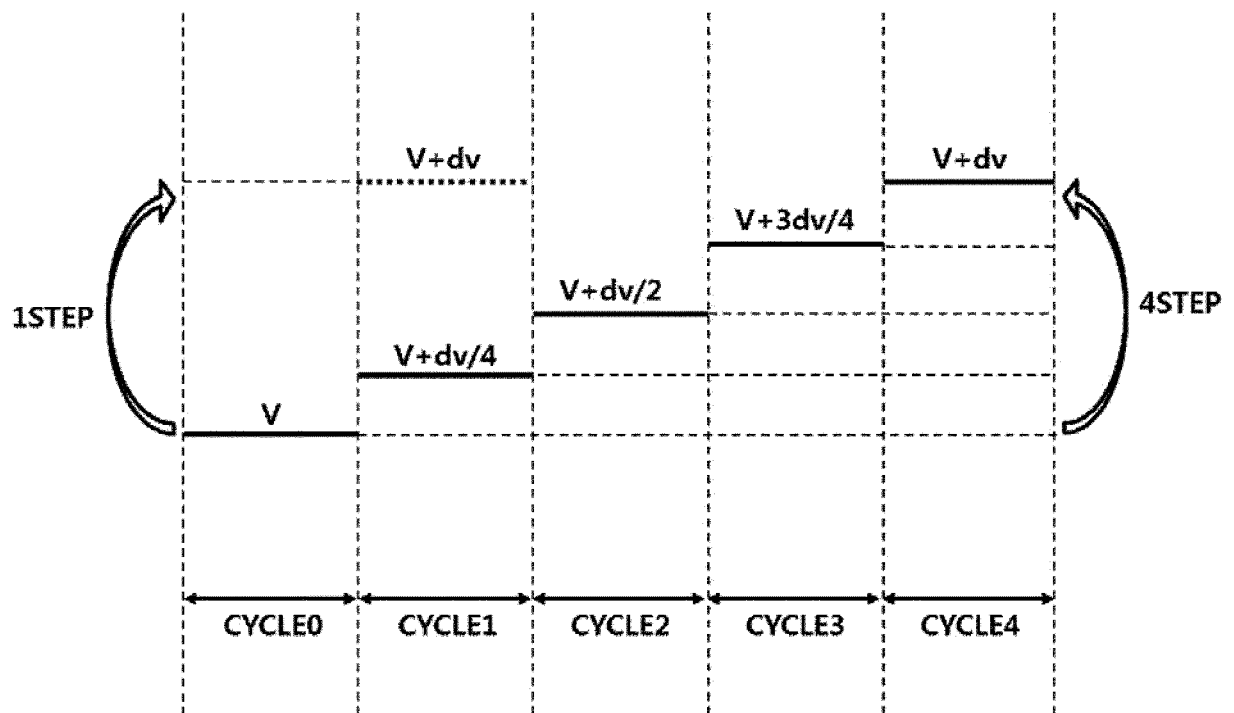 V+dv
V+dv
V+3dv/4
V+dv/2
1STEP
4STEP
V+dv/4
V
CYCLE0
CYCLE1
CYCLE2
CYCLE3
CYCLE4